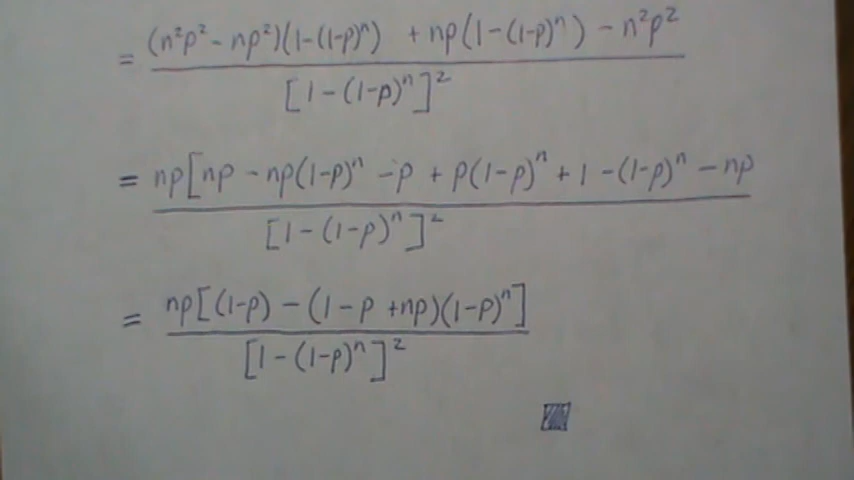 = (n²p² - np²)(1-(1-p)ⁿ) + np(1-(1-p)ⁿ) - n²p²
[1-(1-p)ⁿ]²
= np[np - np(1-p)ⁿ - p + p(1-p)ⁿ + 1 - (1-p)ⁿ - np
[1-(1-p)ⁿ]²
= np[(1-p) - (1-p+np)(1-p)ⁿ]
[1-(1-p)ⁿ]²